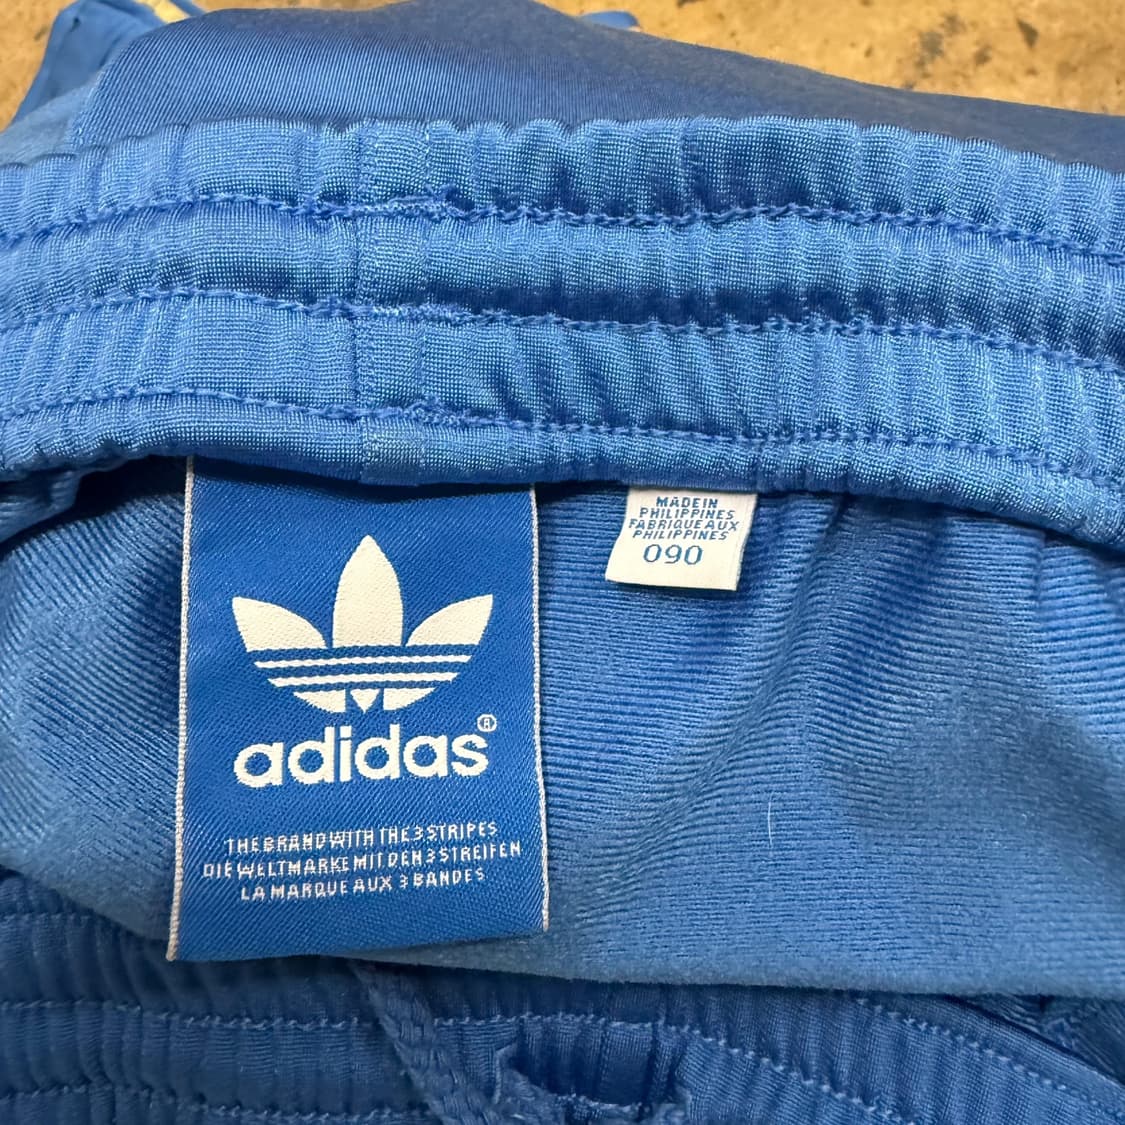 adidas®
THE BRAND WITH THE 3 STRIPES
DIE WELTMARKE MIT DEN 3 STREIFEN
LA MARQUE AUX 3 BANDES
MADE IN
PHILIPPINES
FABRIQUE AUX
PHILIPPINES
090